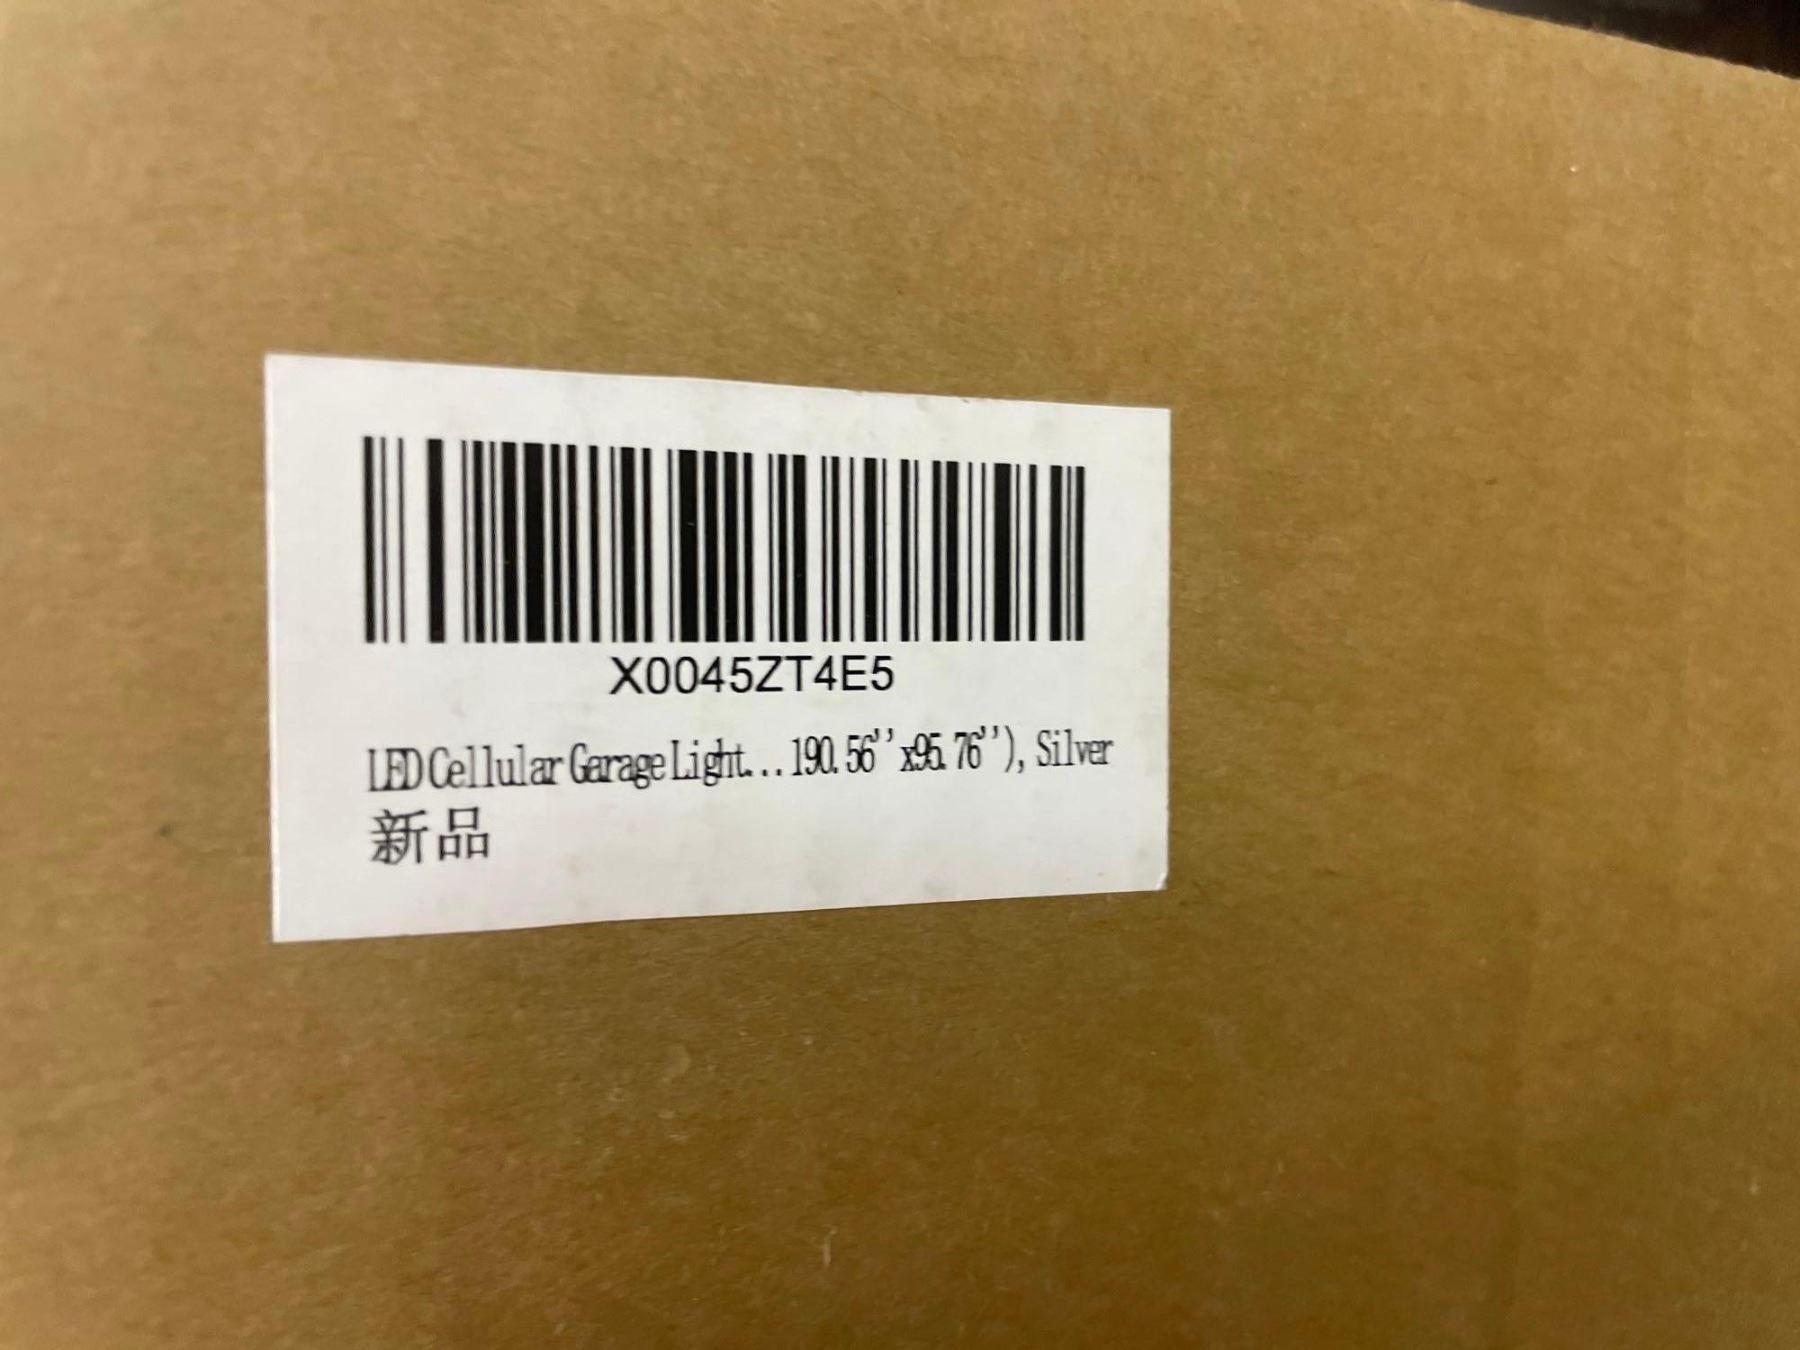 X0045ZT4E5
LED Cellular Garage Light...190.56''x95.76''), Silver
新品